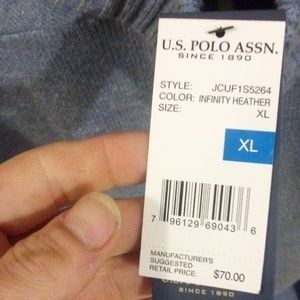 U.S. POLO ASSN.
SINCE 1890
STYLE: JCUF1S5264
COLOR: INFINITY HEATHER
SIZE: XL
XL
7 96129 69043 6
MANUFACTURER'S
SUGGESTED
RETAIL PRICE: $70.00
SINCE 1890